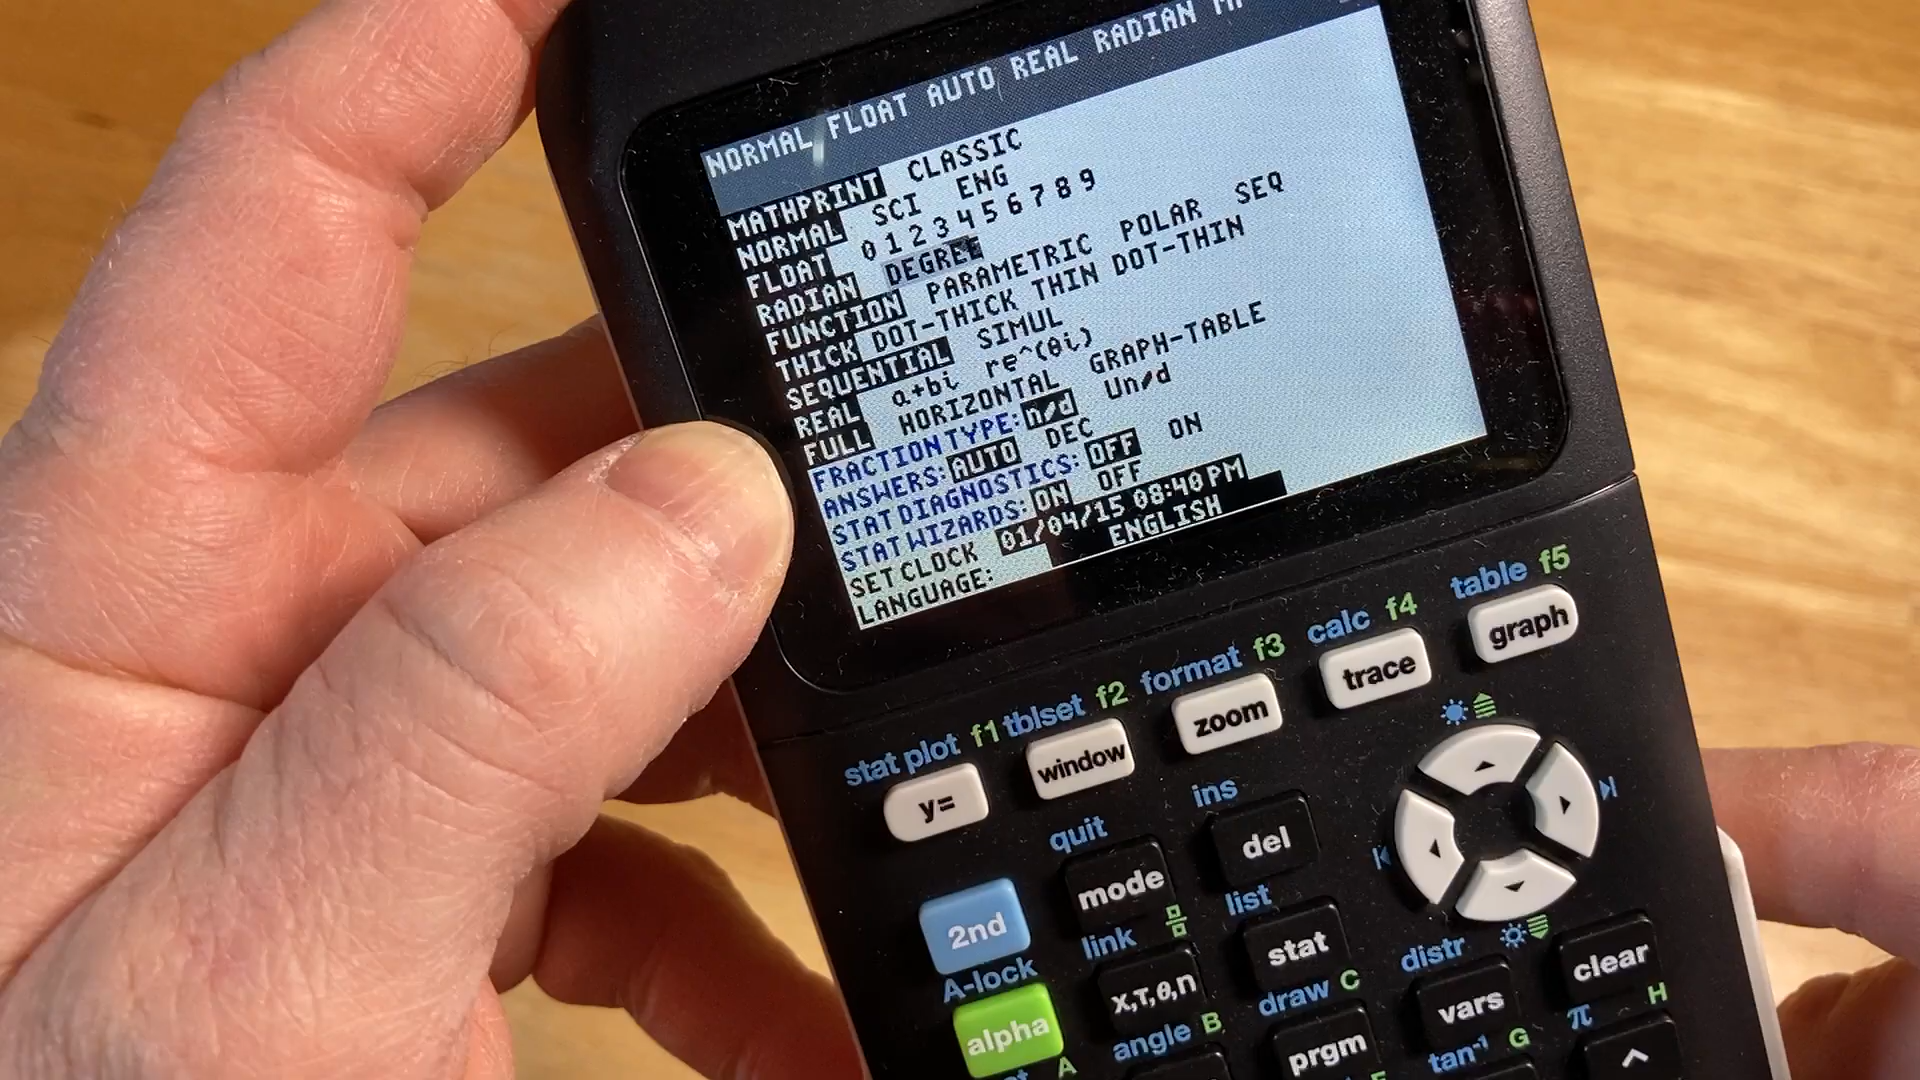 NORMAL FLOAT AUTO REAL RADIAN MP
MATHPRINT CLASSIC
NORMAL SCI ENG
FLOAT 0 1 2 3 4 5 6 7 8 9
RADIAN DEGREE
FUNCTION PARAMETRIC POLAR SEQ
THICK DOT-THICK THIN DOT-THIN
SEQUENTIAL SIMUL
REAL a+bi re^(θi)
FULL HORIZONTAL GRAPH-TABLE
FRACTION TYPE: n/d Un/d
ANSWERS: AUTO DEC
STAT DIAGNOSTICS: OFF ON
STAT WIZARDS: ON OFF
SET CLOCK 01/04/15 08:40 PM
LANGUAGE: ENGLISH
stat plot f1 tblset f2 format f3 calc f4 table f5
y= window zoom trace graph
quit ins
2nd mode del
A-lock link list
alpha X,T,θ,n stat
A angle B draw C distr
prgm vars clear
tan⁻¹ G π H
^